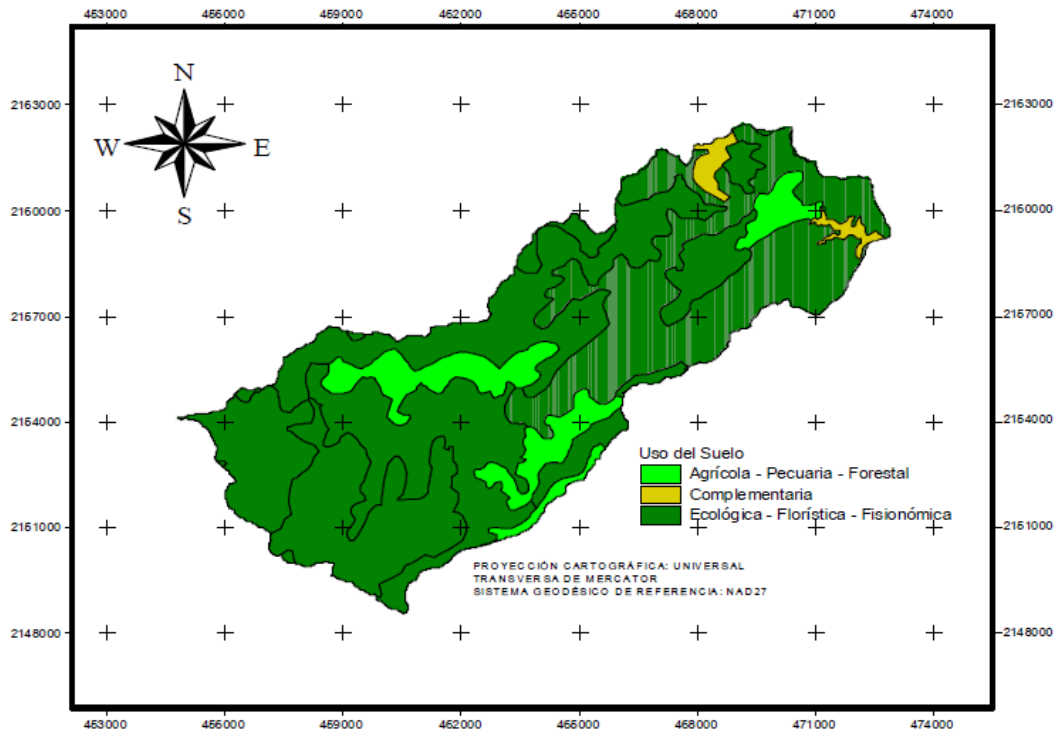 453000 456000 459000 462000 465000 468000 471000 474000
N
W E
S
2163000 2163000
2160000 2160000
2157000 2157000
2154000 2154000
Uso del Suelo
Agrícola - Pecuaria - Forestal
Complementaria
Ecológica - Florística - Fisionómica
2151000 2151000
PROYECCIÓN CARTOGRÁFICA: UNIVERSAL
TRANSVERSA DE MERCATOR
SISTEMA GEODÉSICO DE REFERENCIA: NAD27
2148000 2148000
453000 456000 459000 462000 465000 468000 471000 474000